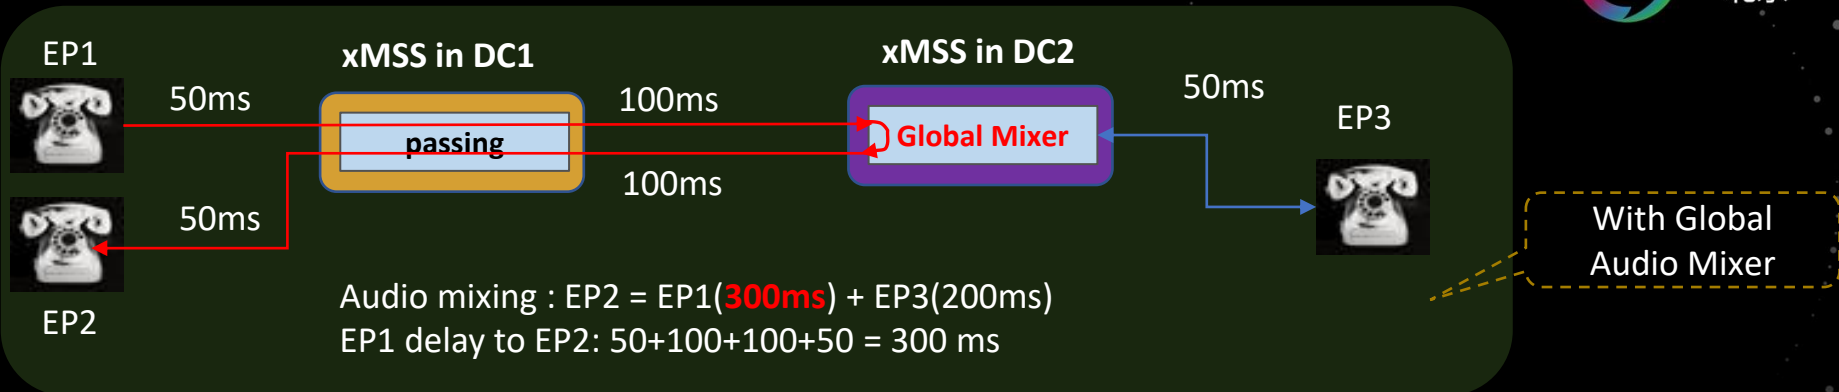 EP1
xMSS in DC1
xMSS in DC2
50ms
100ms
50ms
EP3
passing
Global Mixer
100ms
50ms
With Global
Audio Mixer
EP2
Audio mixing : EP2 = EP1(300ms) + EP3(200ms)
EP1 delay to EP2: 50+100+100+50 = 300 ms